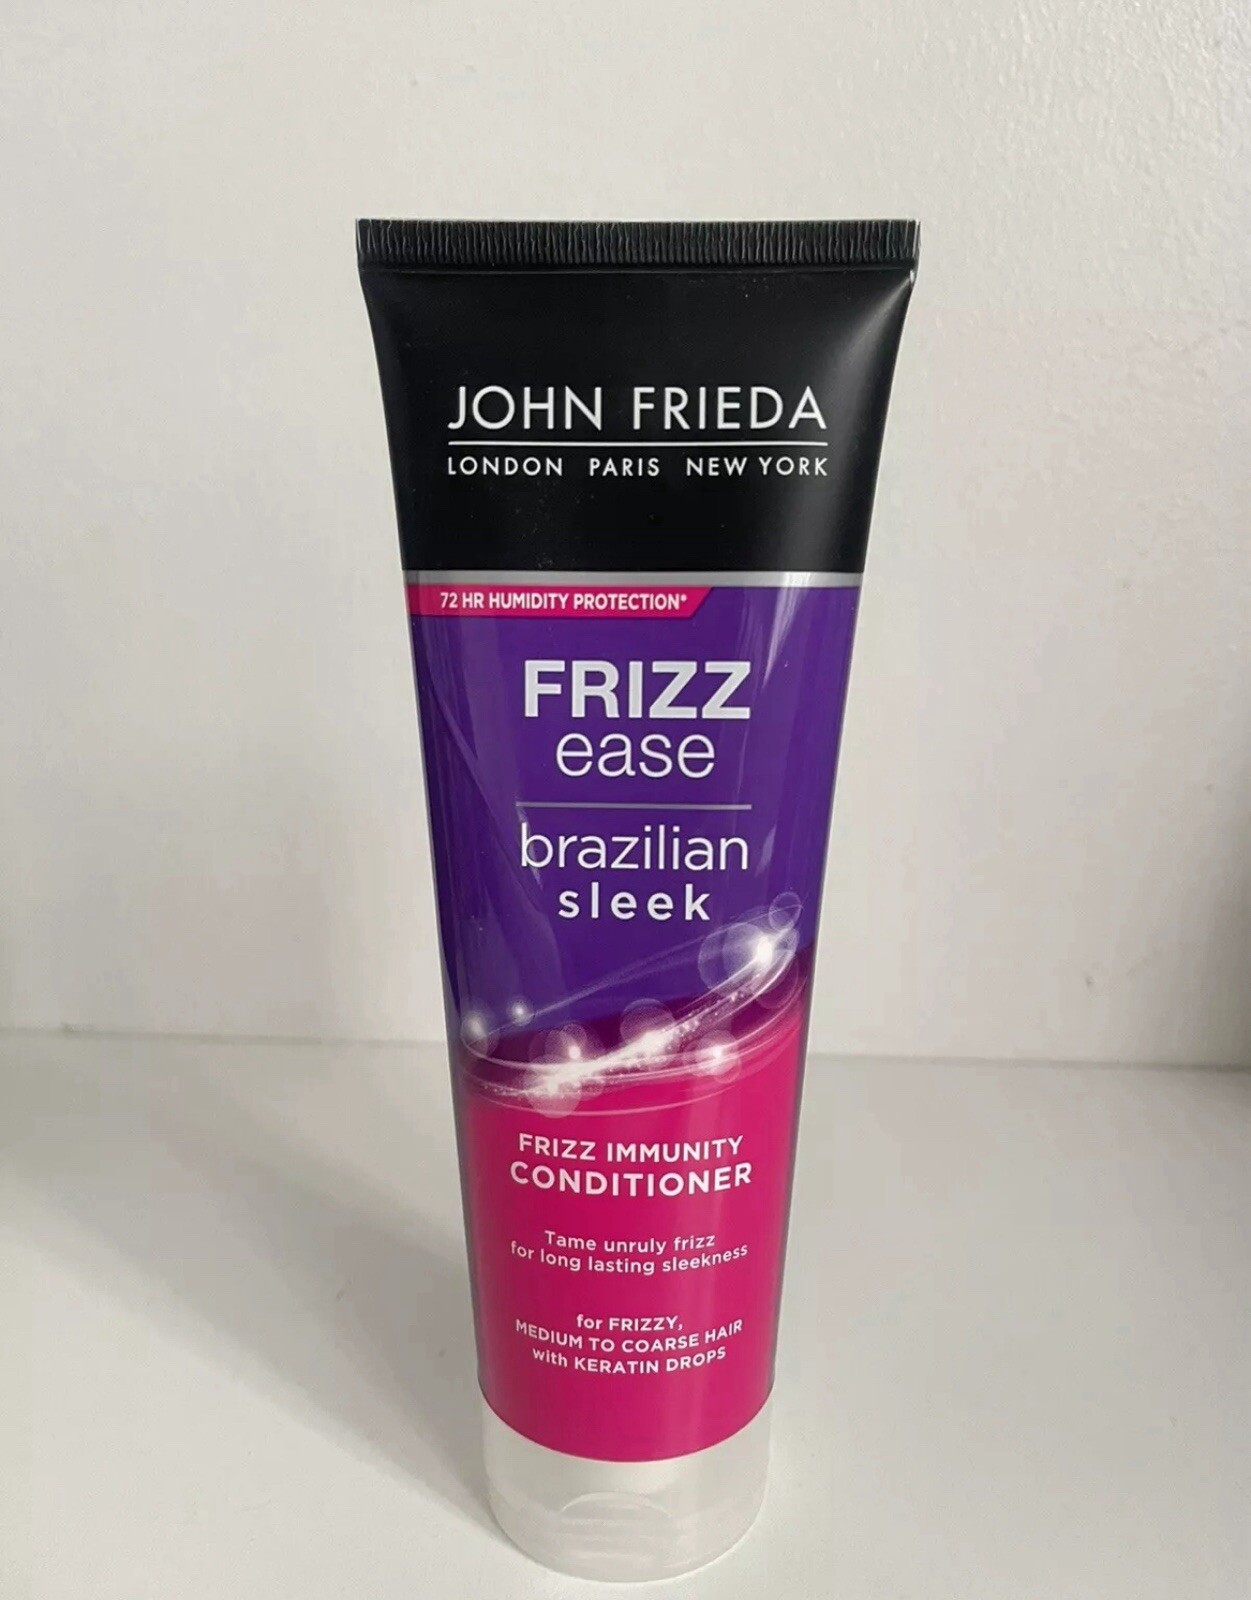 JOHN FRIEDA
LONDON PARIS NEW YORK
72 HR HUMIDITY PROTECTION*
FRIZZ
ease
brazilian
sleek
FRIZZ IMMUNITY
CONDITIONER
Tame unruly frizz
for long lasting sleekness
for FRIZZY,
MEDIUM TO COARSE HAIR
with KERATIN DROPS